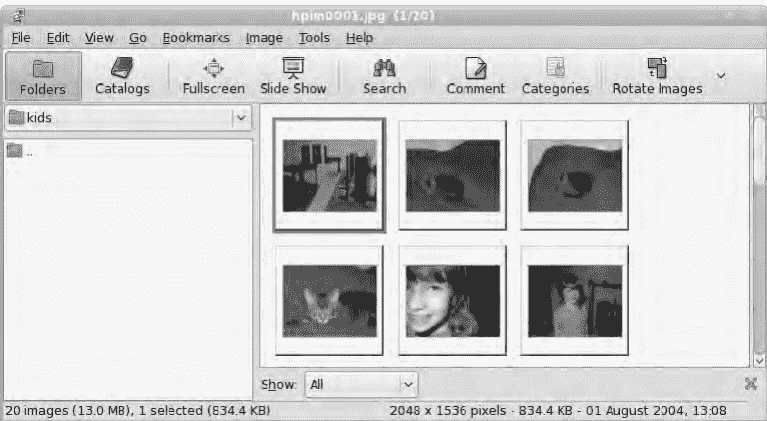 hpim0001.jpg (1/20)
File Edit View Go Bookmarks Image Tools Help
Folders Catalogs Fullscreen Slide Show Search Comment Categories Rotate Images
kids
..
Show: All
20 images (13.0 MB), 1 selected (834.4 KB) 2048 x 1536 pixels - 834.4 KB - 01 August 2004, 13:08